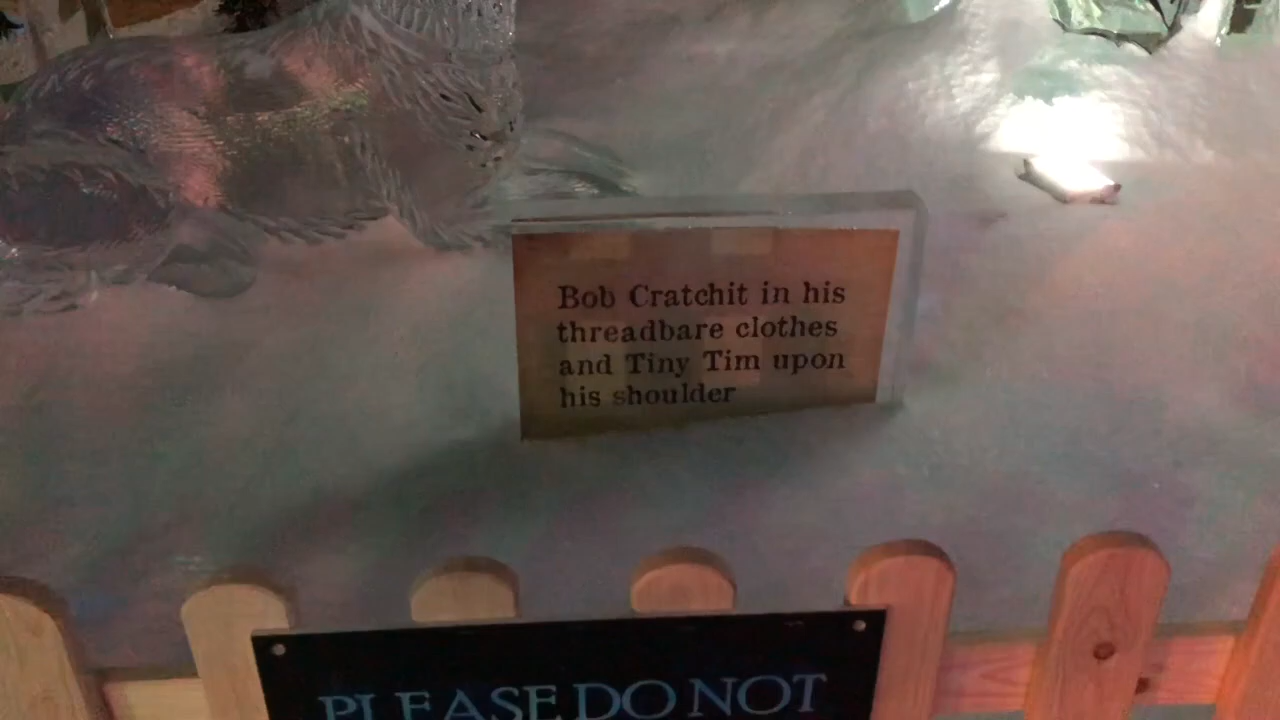 Bob Cratchit in his
threadbare clothes
and Tiny Tim upon
his shoulder
PLEASE DO NOT